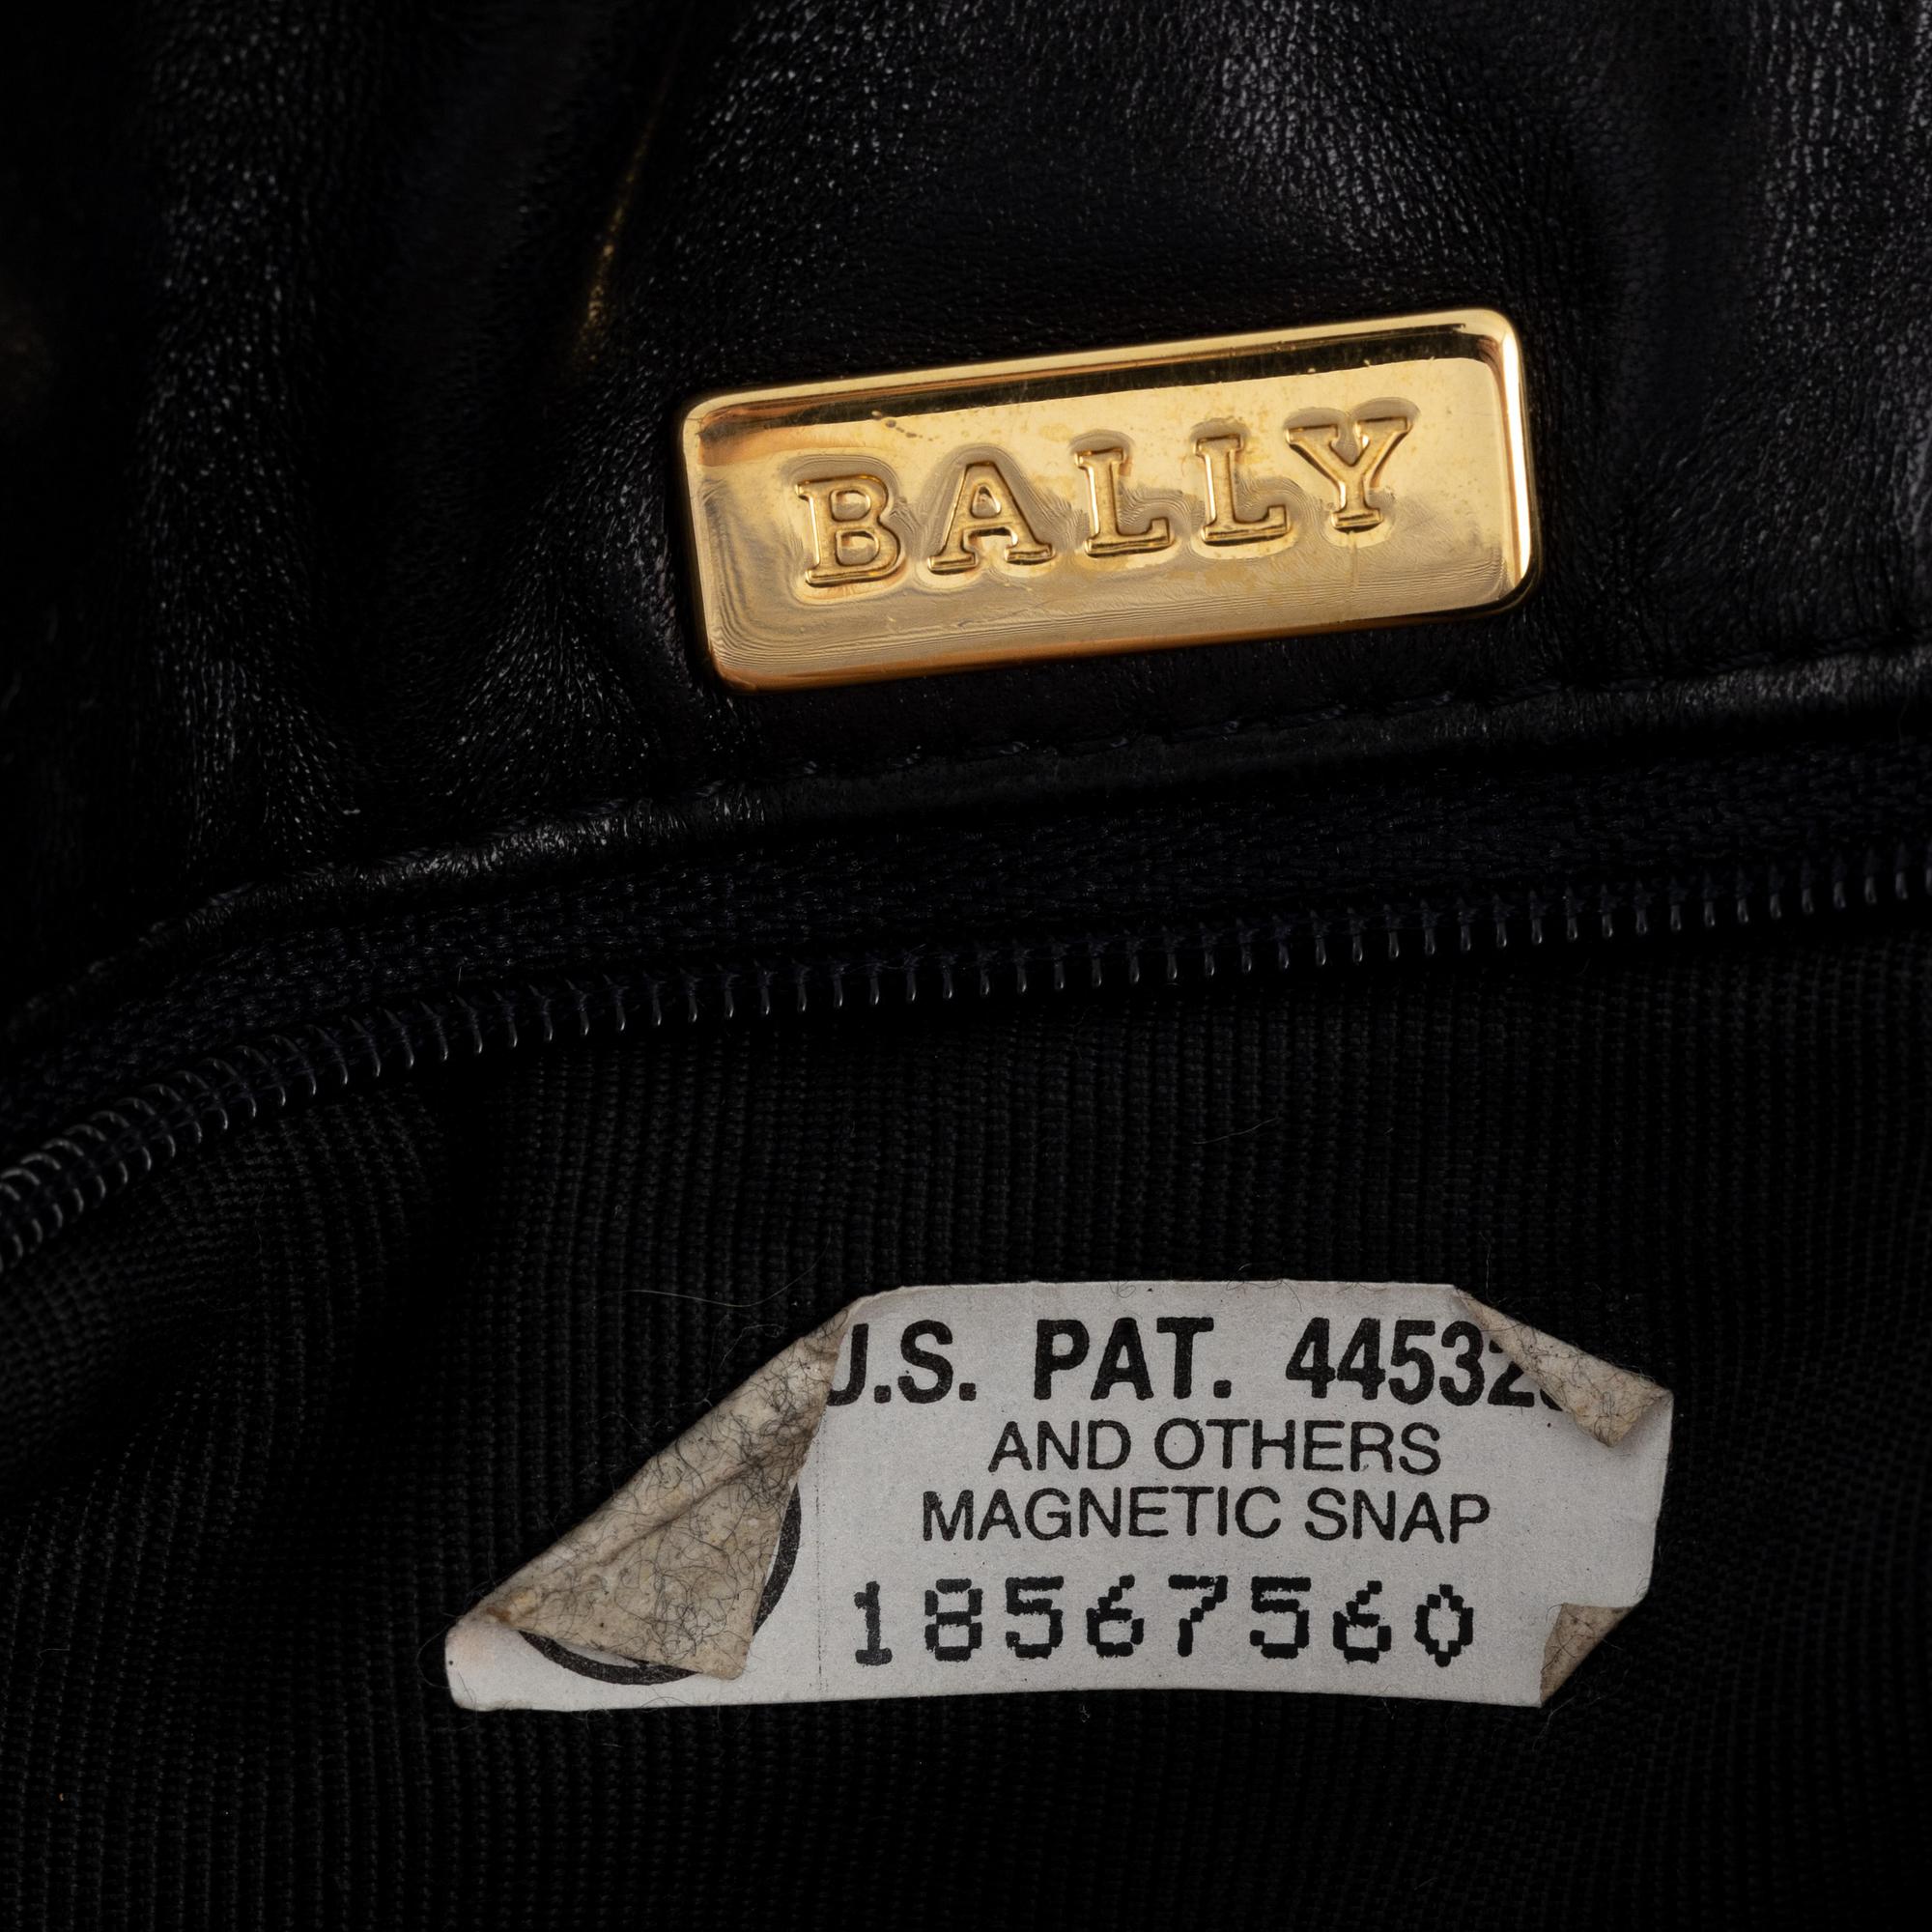 BALLY
U.S. PAT. 44532
AND OTHERS
MAGNETIC SNAP
18567560